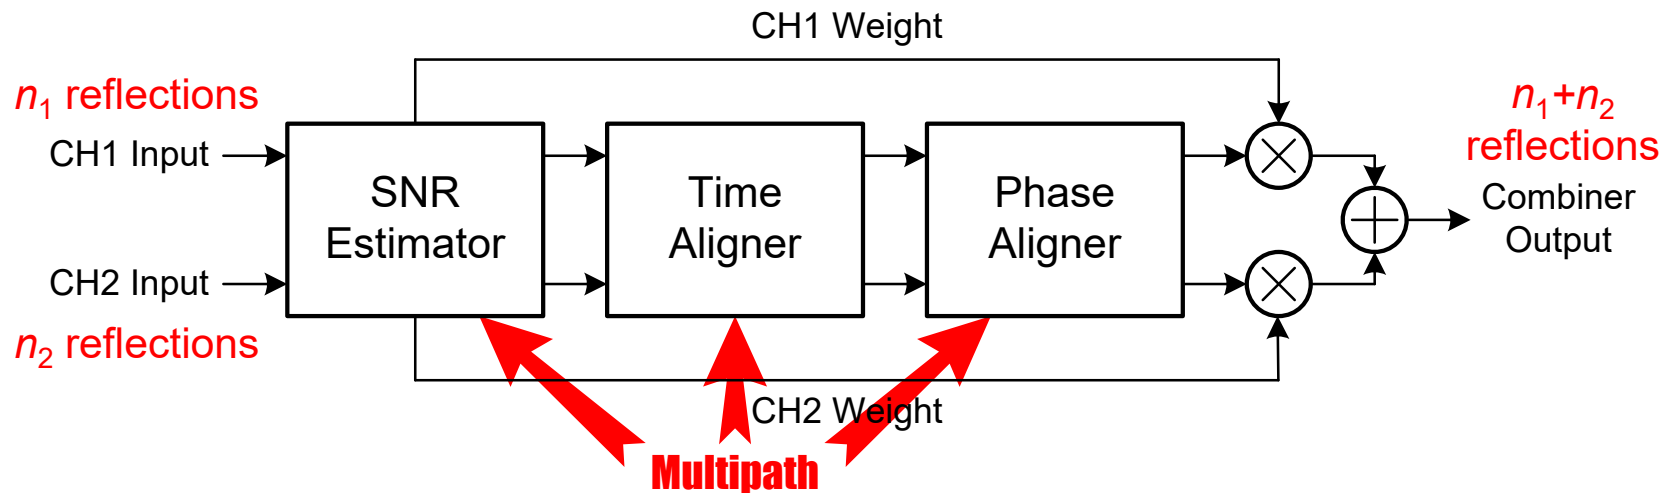 CH1 Weight
n₁ reflections
CH1 Input
SNR
Estimator
Time
Aligner
Phase
Aligner
n₁+n₂
reflections
Combiner
Output
CH2 Input
n₂ reflections
CH2 Weight
Multipath